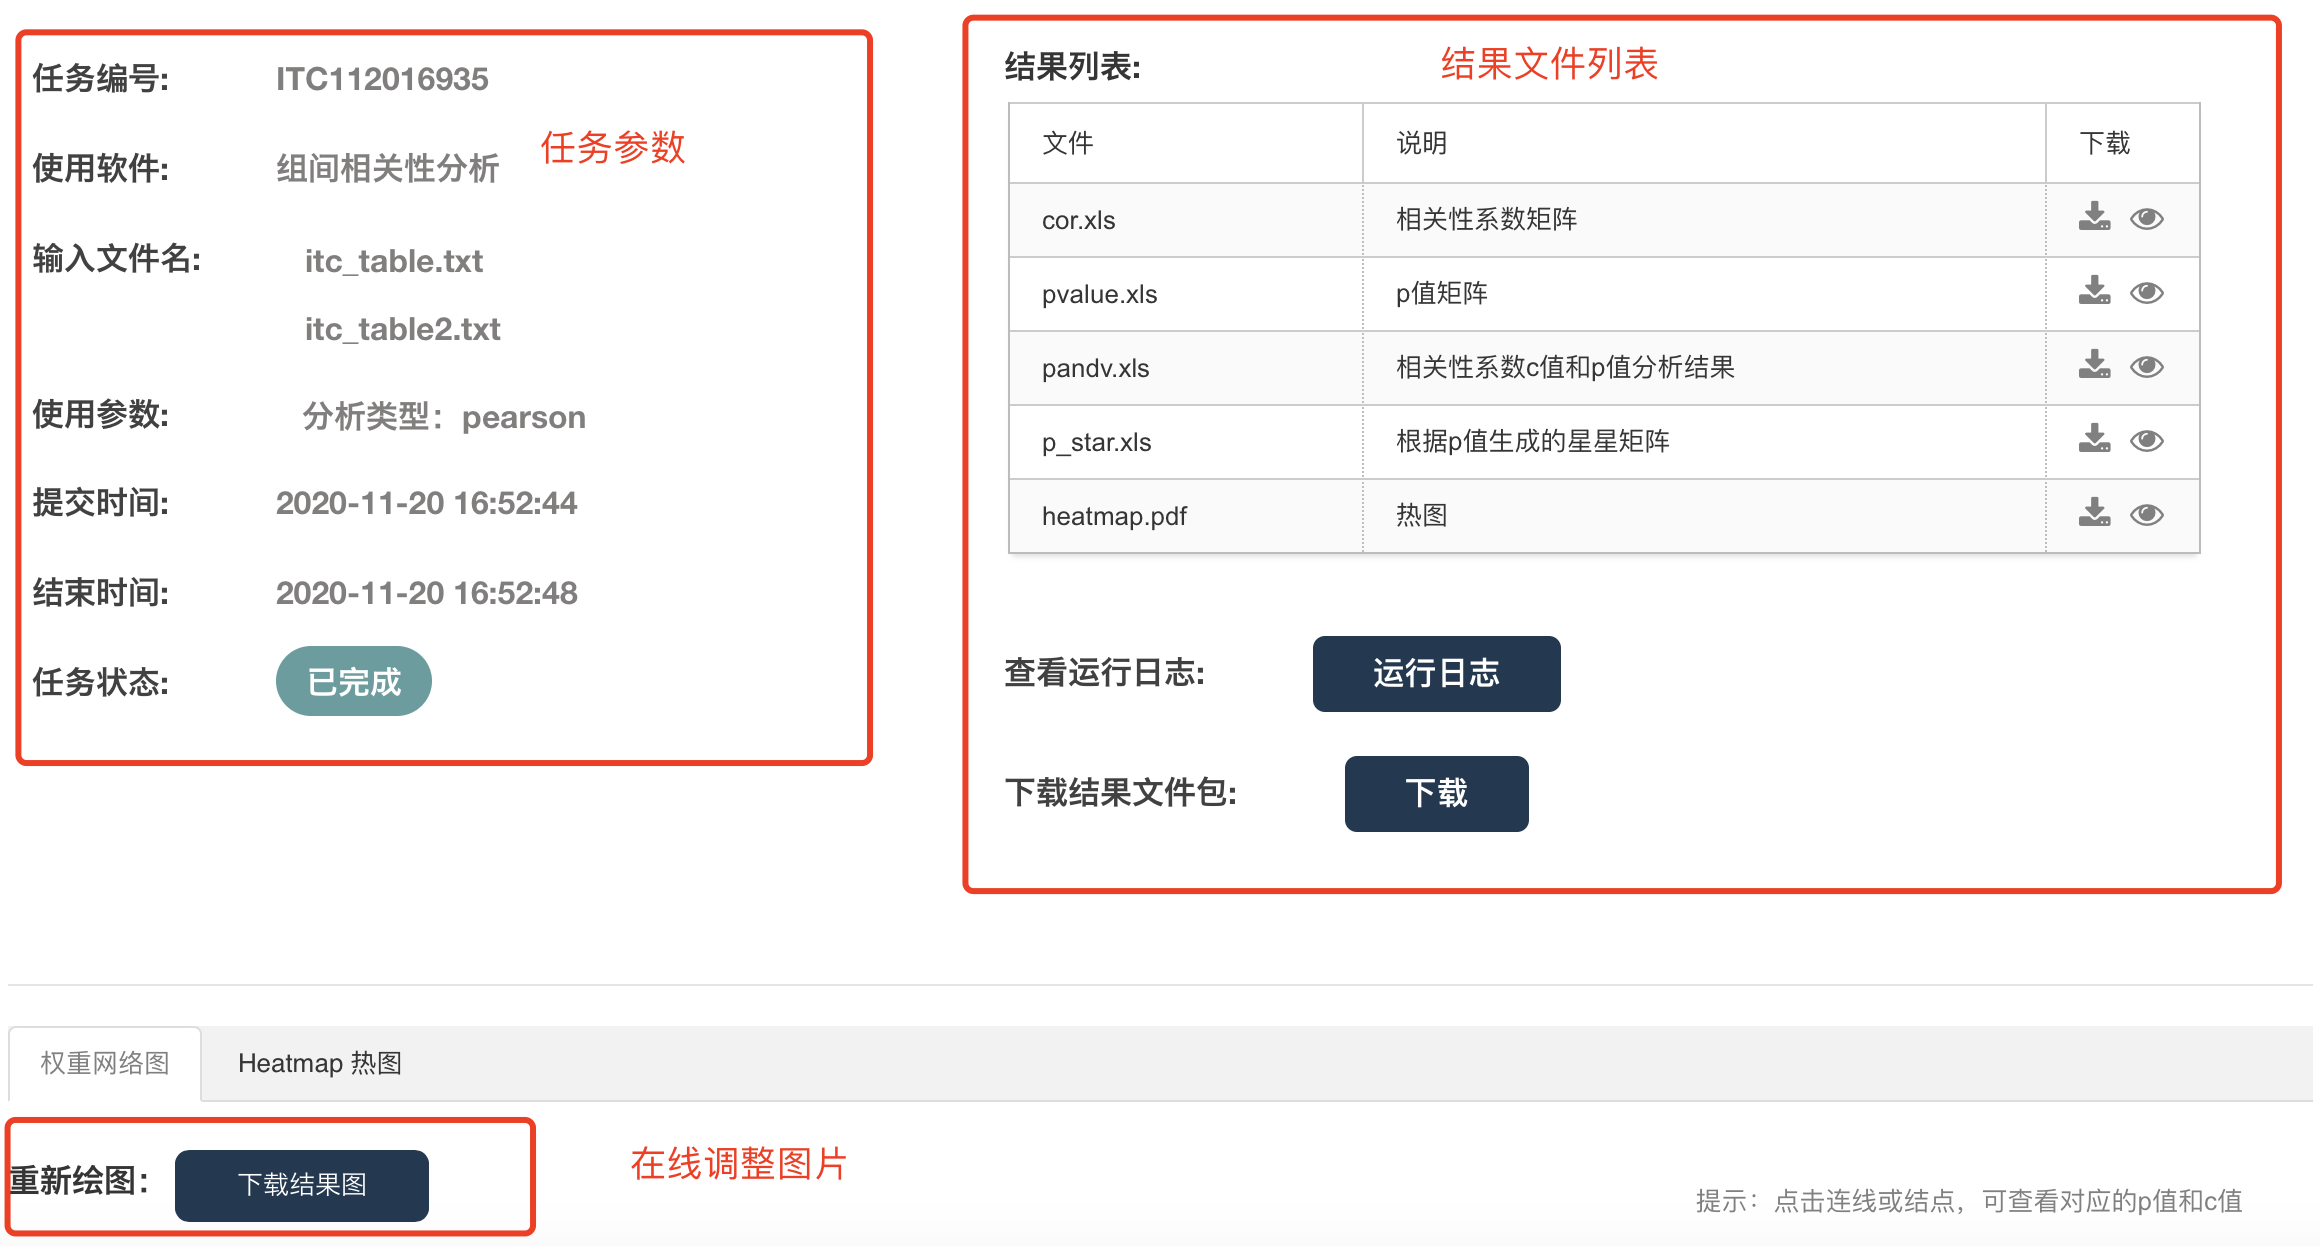 任务编号: ITC112016935
使用软件: 组间相关性分析
任务参数
输入文件名: itc_table.txt
itc_table2.txt
使用参数: 分析类型：pearson
提交时间: 2020-11-20 16:52:44
结束时间: 2020-11-20 16:52:48
任务状态: 已完成
结果列表: 结果文件列表
文件 说明 下载
cor.xls 相关性系数矩阵
pvalue.xls p值矩阵
pandv.xls 相关性系数c值和p值分析结果
p_star.xls 根据p值生成的星星矩阵
heatmap.pdf 热图
查看运行日志: 运行日志
下载结果文件包: 下载
权重网络图 Heatmap 热图
重新绘图： 下载结果图
在线调整图片
提示：点击连线或结点，可查看对应的p值和c值